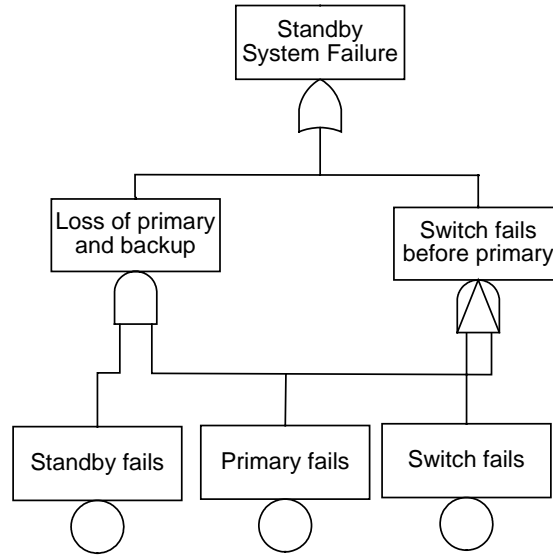 Standby
System Failure
Loss of primary
and backup
Switch fails
before primary
Standby fails
Primary fails
Switch fails